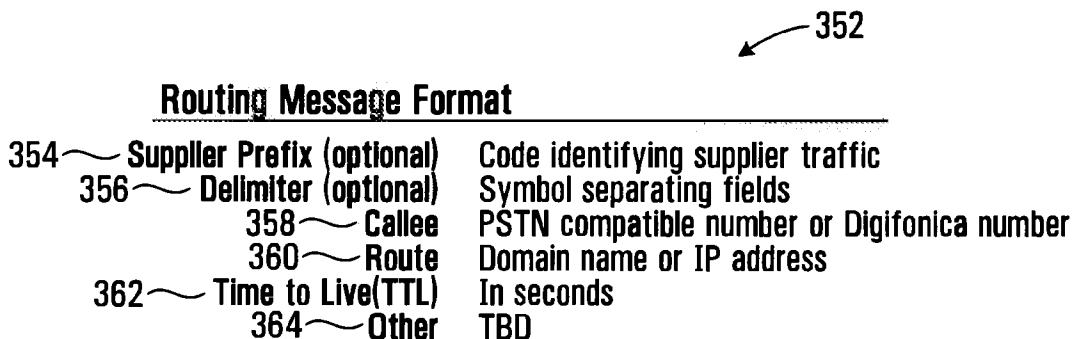 352
Routing Message Format
354 Supplier Prefix (optional) Code identifying supplier traffic
356 Delimiter (optional) Symbol separating fields
358 Callee PSTN compatible number or Digifonica number
360 Route Domain name or IP address
362 Time to Live(TTL) In seconds
364 Other TBD